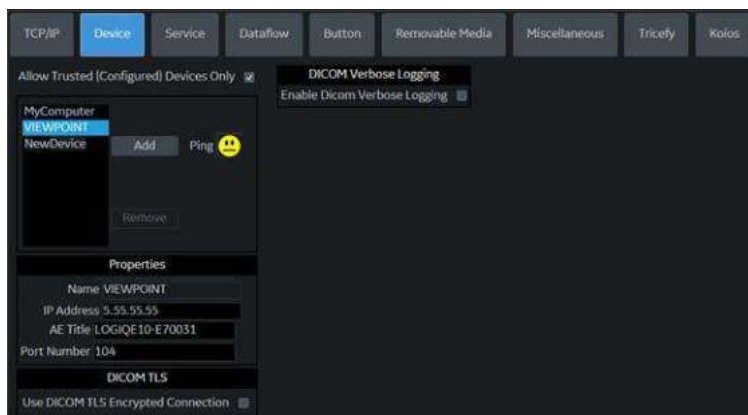 TCP/IP Device Service Dataflow Button Removable Media Miscellaneous Tricefy Koios
Allow Trusted (Configured) Devices Only
DICOM Verbose Logging
Enable Dicom Verbose Logging
MyComputer
VIEWPOINT
NewDevice
Add Ping
Remove
Properties
Name VIEWPOINT
IP Address 5.55.55.55
AE Title LOGIQE10-E70031
Port Number 104
DICOM TLS
Use DICOM TLS Encrypted Connection